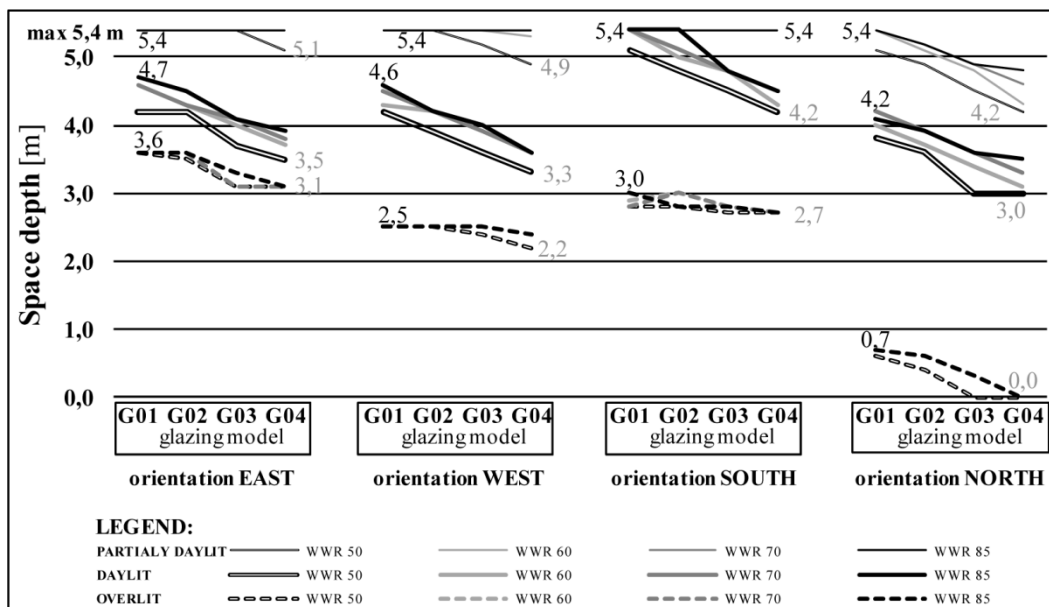 max 5,4 m
5,4 5,1 5,4 4,9 5,4 5,4 5,4 4,2
5,0
4,7 4,6 4,2
4,0
3,6 3,5 3,3 4,2 3,0
3,0
3,1 2,5 2,2 3,0 2,7
2,0
1,0
0,7 0,0
0,0
Space depth [m]
G01 G02 G03 G04 G01 G02 G03 G04 G01 G02 G03 G04 G01 G02 G03 G04
glazing model glazing model glazing model glazing model
orientation EAST orientation WEST orientation SOUTH orientation NORTH
LEGEND:
PARTIALY DAYLIT WWR 50 WWR 60 WWR 70 WWR 85
DAYLIT WWR 50 WWR 60 WWR 70 WWR 85
OVERLIT WWR 50 WWR 60 WWR 70 WWR 85